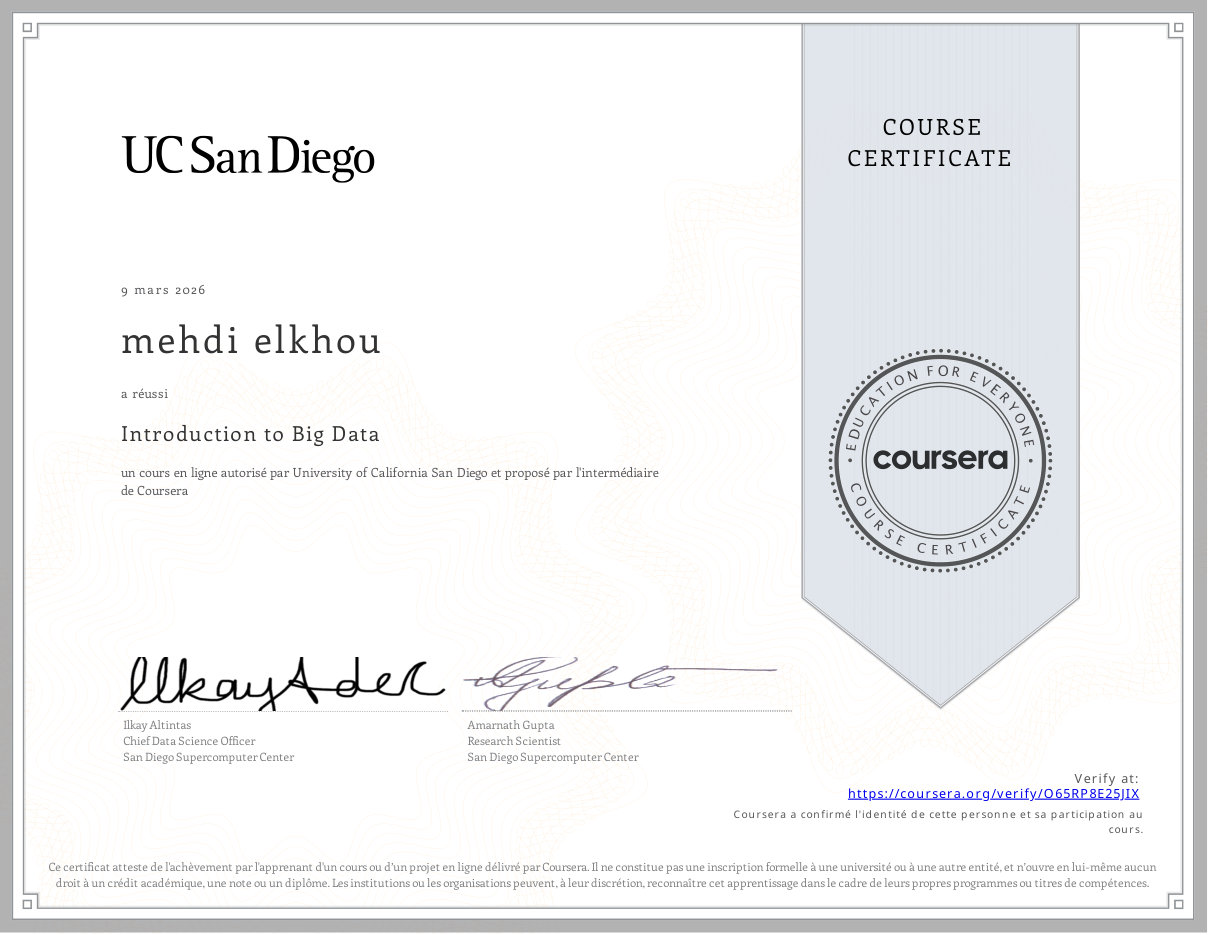 UC San Diego
COURSE
CERTIFICATE
9 mars 2026
mehdi elkhou
a réussi
Introduction to Big Data
un cours en ligne autorisé par University of California San Diego et proposé par l'intermédiaire
de Coursera
EDUCATION FOR EVERYONE
coursera
COURSE CERTIFICATE
Ilkay Altintas
Chief Data Science Officer
San Diego Supercomputer Center
Amarnath Gupta
Research Scientist
San Diego Supercomputer Center
Verify at:
https://coursera.org/verify/O65RP8E25JIX
Coursera a confirmé l'identité de cette personne et sa participation au
cours.
Ce certificat atteste de l'achèvement par l'apprenant d'un cours ou d'un projet en ligne délivré par Coursera. Il ne constitue pas une inscription formelle à une université ou à une autre entité, et n'ouvre en lui-même aucun
droit à un crédit académique, une note ou un diplôme. Les institutions ou les organisations peuvent, à leur discrétion, reconnaître cet apprentissage dans le cadre de leurs propres programmes ou titres de compétences.